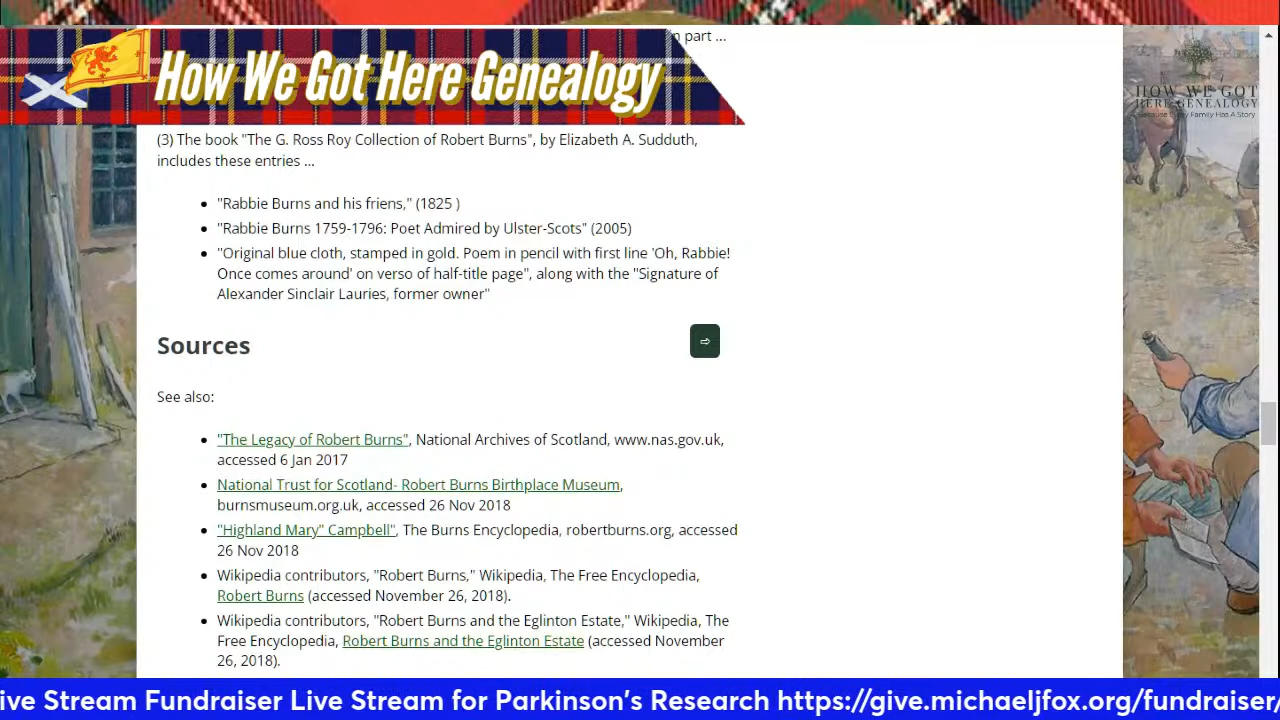 n part ...
How We Got Here Genealogy
HOW WE GOT
HERE GENEALOGY
Because Every Family Has A Story
(3) The book "The G. Ross Roy Collection of Robert Burns", by Elizabeth A. Sudduth,
includes these entries ...
"Rabbie Burns and his friens," (1825 )
"Rabbie Burns 1759-1796: Poet Admired by Ulster-Scots" (2005)
"Original blue cloth, stamped in gold. Poem in pencil with first line 'Oh, Rabbie!
Once comes around' on verso of half-title page", along with the "Signature of
Alexander Sinclair Lauries, former owner"
Sources
⇨
See also:
"The Legacy of Robert Burns", National Archives of Scotland, www.nas.gov.uk,
accessed 6 Jan 2017
National Trust for Scotland- Robert Burns Birthplace Museum,
burnsmuseum.org.uk, accessed 26 Nov 2018
"Highland Mary" Campbell", The Burns Encyclopedia, robertburns.org, accessed
26 Nov 2018
Wikipedia contributors, "Robert Burns," Wikipedia, The Free Encyclopedia,
Robert Burns (accessed November 26, 2018).
Wikipedia contributors, "Robert Burns and the Eglinton Estate," Wikipedia, The
Free Encyclopedia, Robert Burns and the Eglinton Estate (accessed November
26, 2018).
ive Stream Fundraiser Live Stream for Parkinson's Research https://give.michaeljfox.org/fundraiser/